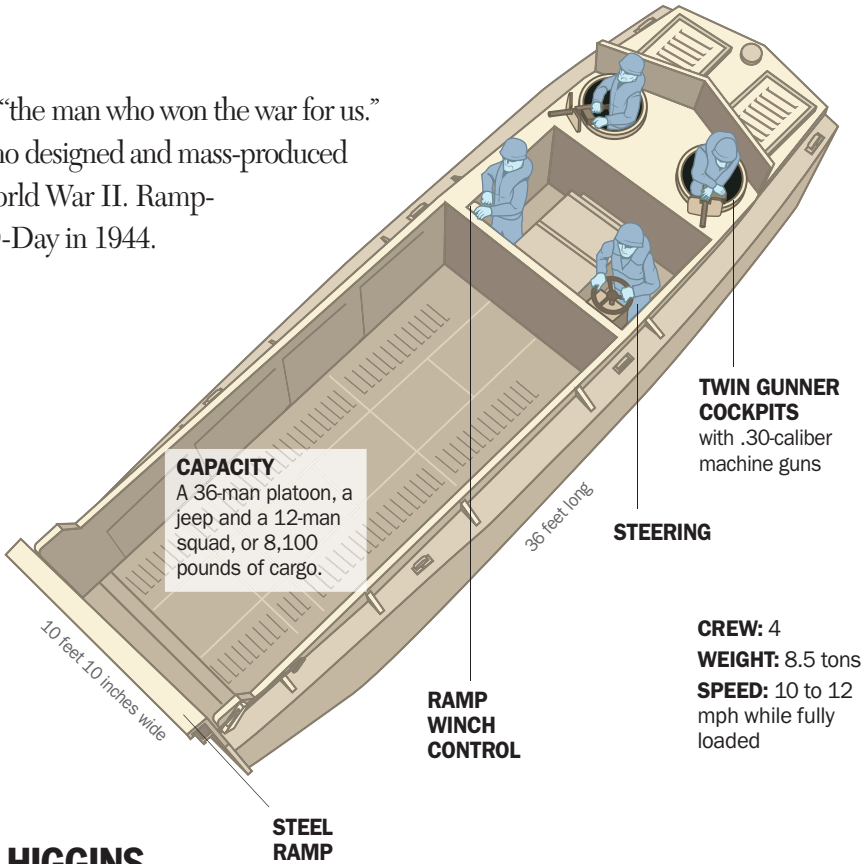 “the man who won the war for us.”
designed and mass-produced
World War II. Ramp-
D-Day in 1944.
TWIN GUNNER
COCKPITS
with .30-caliber
machine guns
CAPACITY
A 36-man platoon, a
jeep and a 12-man
squad, or 8,100
pounds of cargo.
36 feet long
STEERING
10 feet 10 inches wide
CREW: 4
WEIGHT: 8.5 tons
SPEED: 10 to 12
mph while fully
loaded
RAMP
WINCH
CONTROL
STEEL
RAMP
HIGGINS